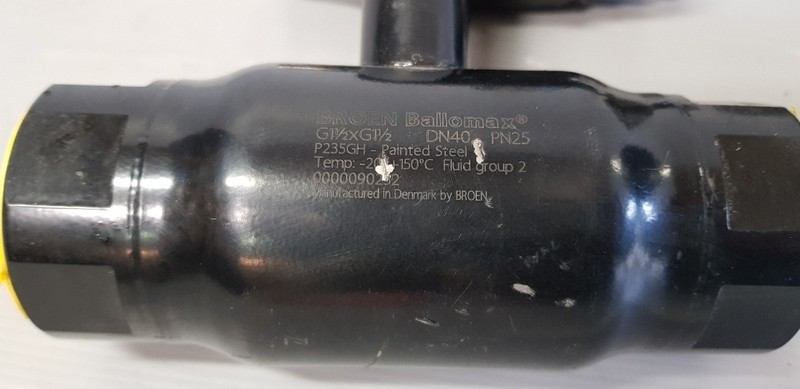 BROEN Ballomax®
G1½xG1½ DN40 PN25
P235GH - Painted Steel
Temp: +150°C Fluid group 2
Manufactured in Denmark by BROEN